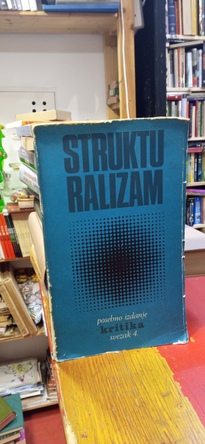 STRUKTU
RALIZAM
posebno izdanje
kritika
svezak 4.